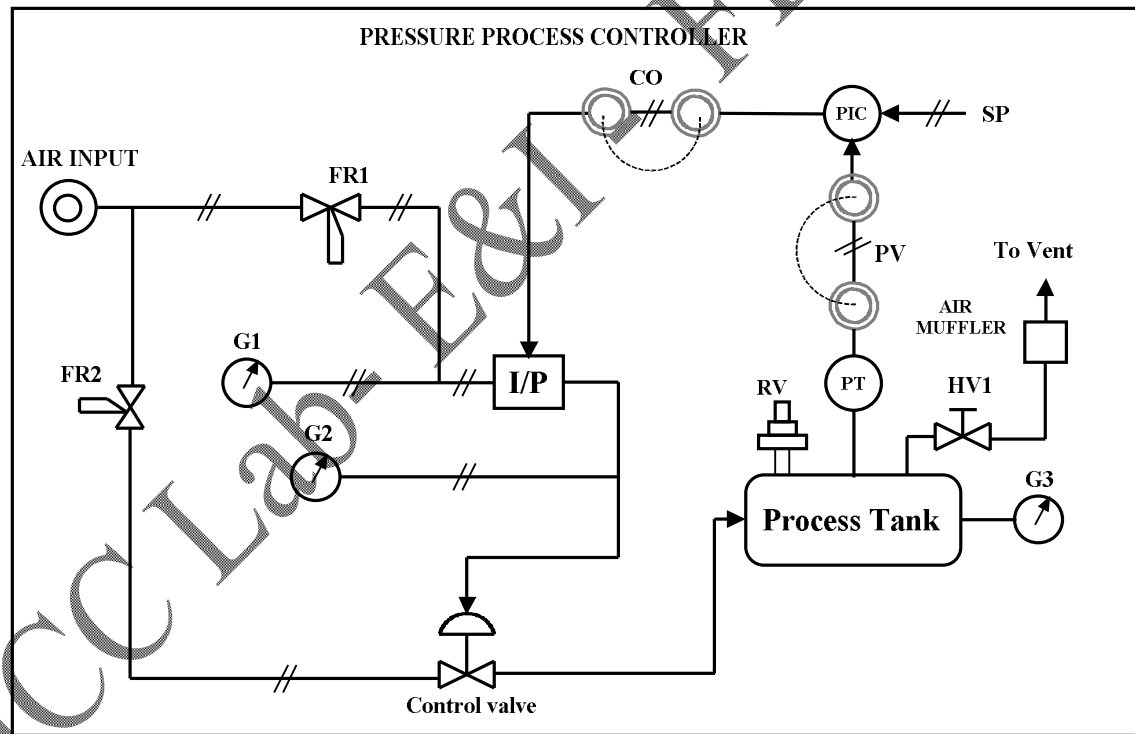 PRESSURE PROCESS CONTROLLER
CO
PIC
SP
AIR INPUT
FR1
PV
To Vent
AIR
MUFFLER
G1
I/P
FR2
PT
RV
HV1
G2
G3
Process Tank
Control valve
CC Lab- E&I -